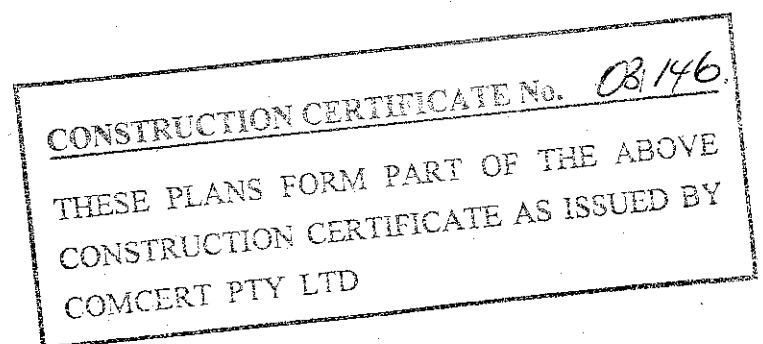 CONSTRUCTION CERTIFICATE No. 03/146.
THESE PLANS FORM PART OF THE ABOVE
CONSTRUCTION CERTIFICATE AS ISSUED BY
COMCERT PTY LTD